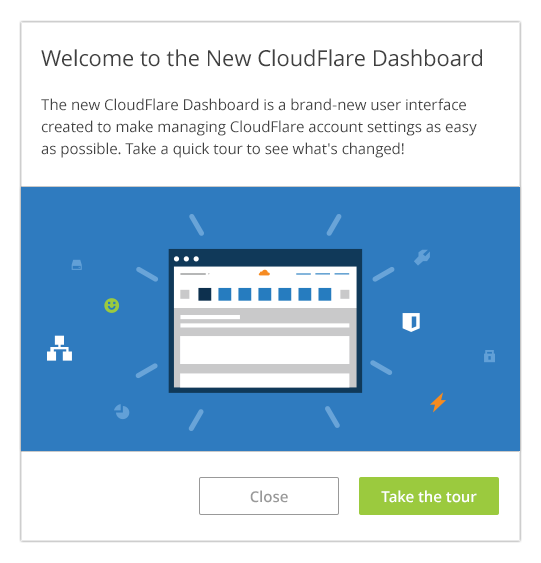 Welcome to the New CloudFlare Dashboard
The new CloudFlare Dashboard is a brand-new user interface
created to make managing CloudFlare account settings as easy
as possible. Take a quick tour to see what's changed!
Close
Take the tour